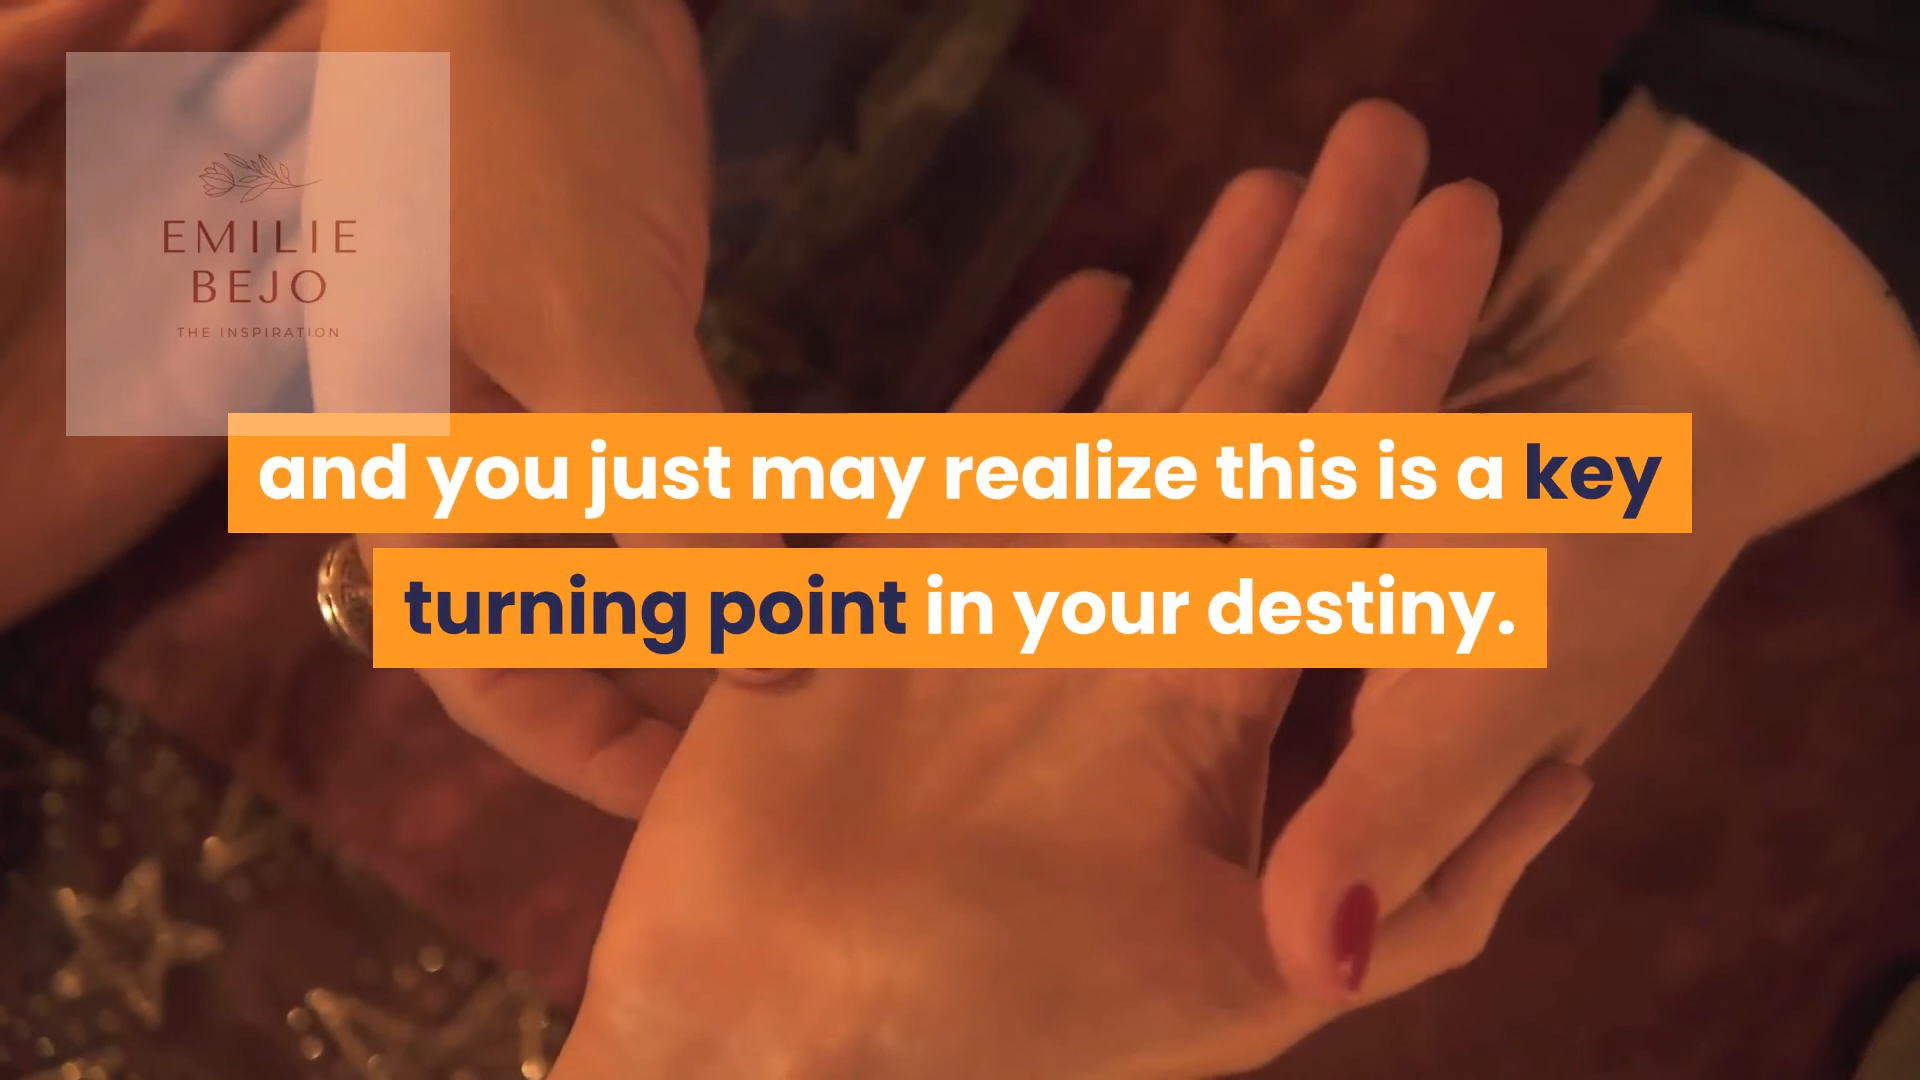 EMILIE
BEJO
THE INSPIRATION
and you just may realize this is a key
turning point in your destiny.